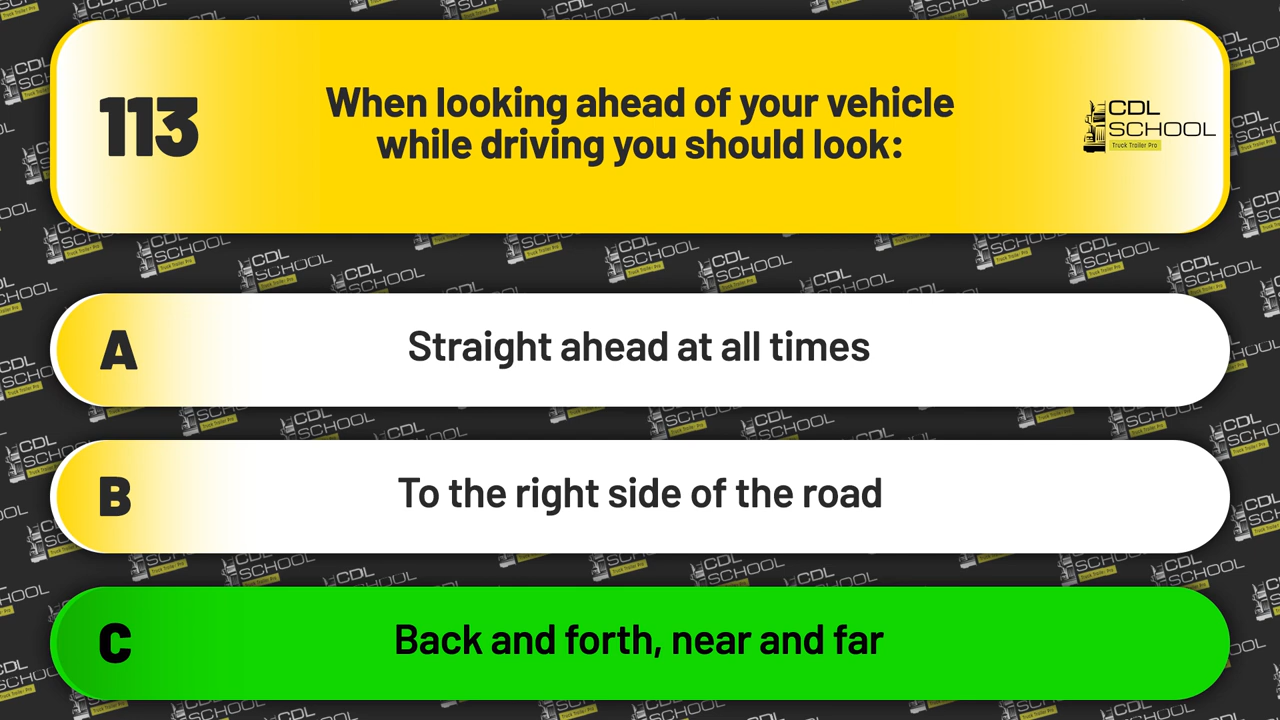 113
When looking ahead of your vehicle
while driving you should look:
CDL
SCHOOL
Truck Trailer Pro
A
Straight ahead at all times
B
To the right side of the road
C
Back and forth, near and far